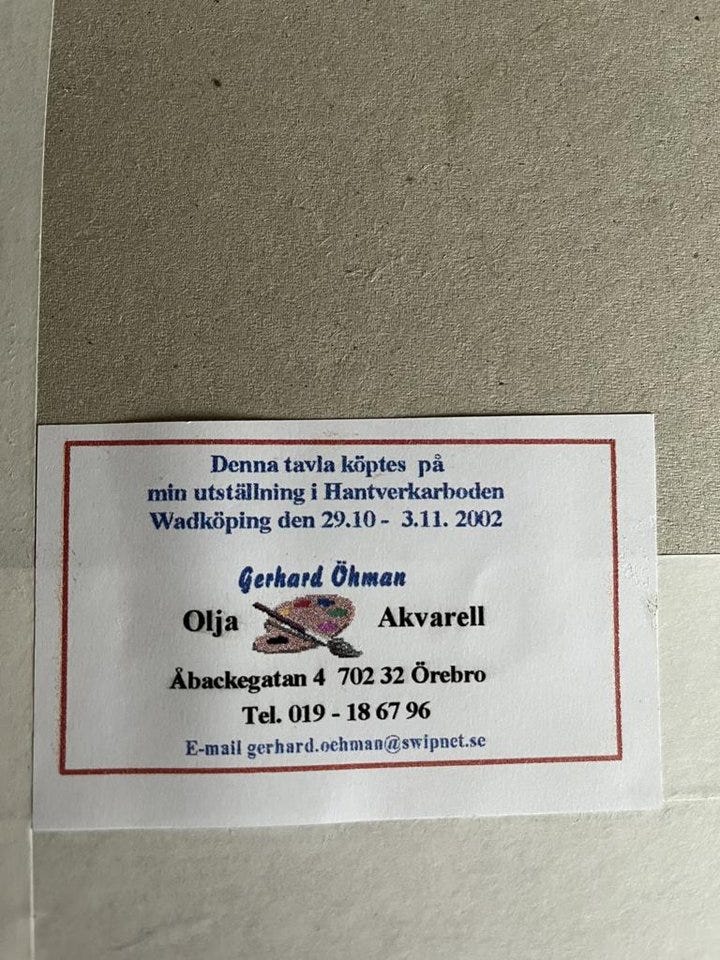 Denna tavla köptes på
min utställning i Hantverkarboden
Wadköping den 29.10 - 3.11. 2002
Gerhard Öhman
Olja Akvarell
Åbackegatan 4 702 32 Örebro
Tel. 019 - 18 67 96
E-mail gerhard.oehman@swipnet.se